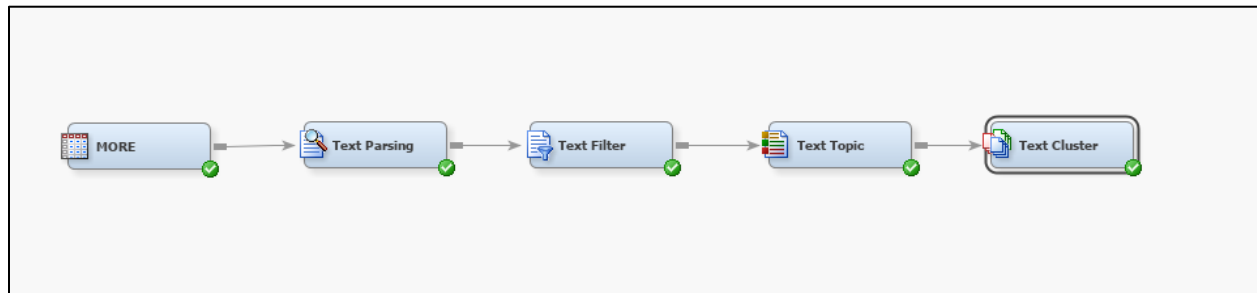 MORE
Text Parsing
Text Filter
Text Topic
Text Cluster